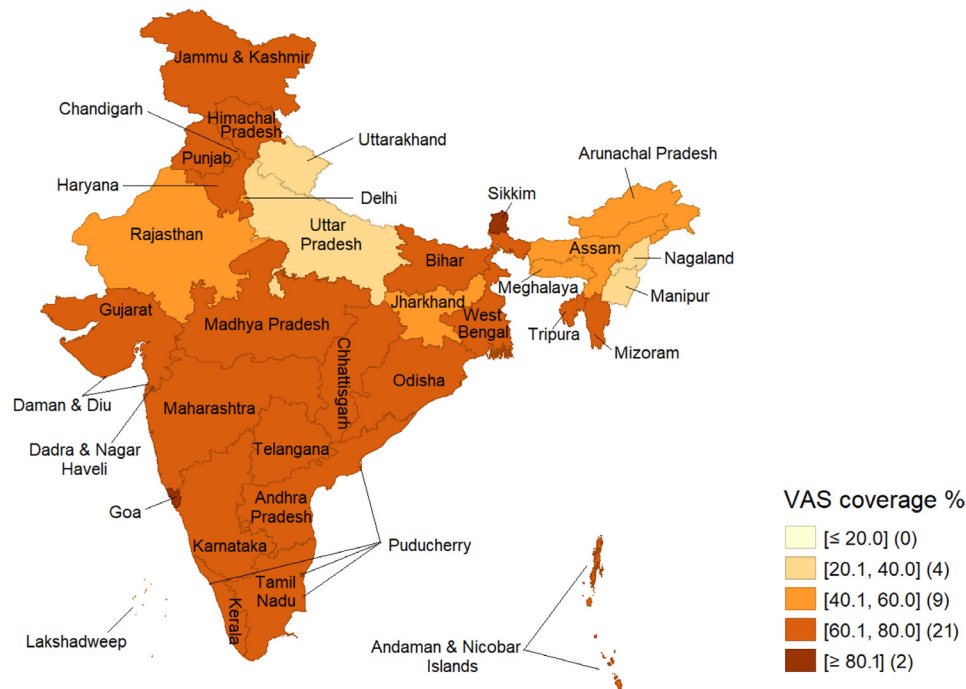 Jammu & Kashmir
Chandigarh
Himachal
Pradesh
Uttarakhand
Punjab
Arunachal Pradesh
Haryana
Delhi
Sikkim
Rajasthan
Uttar
Pradesh
Bihar
Assam
Nagaland
Meghalaya
Manipur
Gujarat
Jharkhand
Madhya Pradesh
West
Bengal
Tripura
Mizoram
Chhattisgarh
Odisha
Daman & Diu
Maharashtra
Dadra & Nagar
Haveli
Telangana
Goa
Andhra
Pradesh
Karnataka
Puducherry
Tamil
Nadu
Kerala
Lakshadweep
Andaman & Nicobar
Islands
VAS coverage %
[≤ 20.0] (0)
[20.1, 40.0] (4)
[40.1, 60.0] (9)
[60.1, 80.0] (21)
[≥ 80.1] (2)